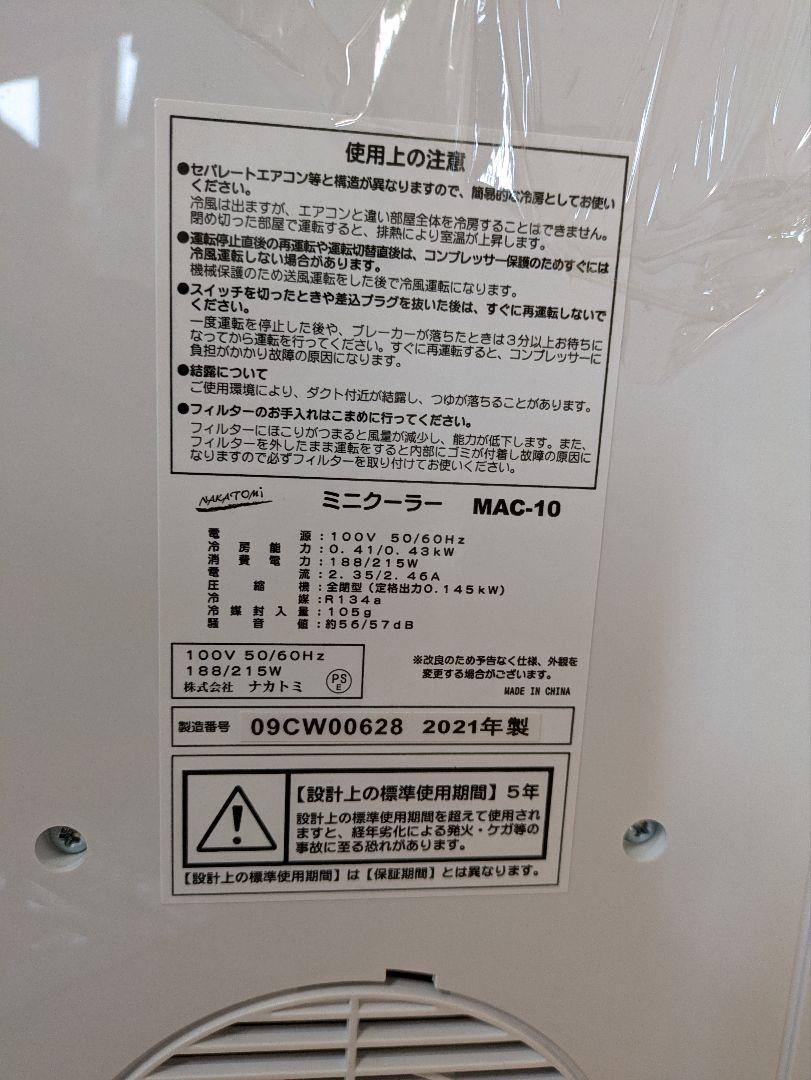 使用上の注意
●セパレートエアコン等と構造が異なりますので、簡易的な冷房としてお使い
ください。
冷風は出ますが、エアコンと違い部屋全体を冷房することはできません。
閉め切った部屋で運転すると、排熱により室温が上昇します。
●運転停止直後の再運転や運転切替直後は、コンプレッサー保護のためすぐには
冷風運転しない場合があります。
機械保護のため送風運転をした後で冷風運転になります。
●スイッチを切ったときや差込プラグを抜いた後は、すぐに再運転しないで
ください。
一度運転を停止した後や、ブレーカーが落ちたときは3分以上お待ちに
なってから運転を行ってください。すぐに再運転すると、コンプレッサーに
負担がかかり故障の原因になります。
●結露について
ご使用環境により、ダクト付近が結露し、つゆが落ちることがあります。
●フィルターのお手入れはこまめに行ってください。
フィルターにほこりがつまると風量が減少し、能力が低下します。また、
フィルターを外したまま運転をすると内部にゴミが付着し故障の原因に
なりますので必ずフィルターを取り付けてお使いください。
NAKATOMI ミニクーラー MAC-10
電源:100V 50/60Hz
冷房能力:0.41/0.43kW
消費電力:188/215W
電流:2.35/2.46A
圧縮機:全閉型(定格出力0.145kW)
冷媒:R134a
冷媒封入量:105g
騒音値:約56/57dB
100V 50/60Hz
188/215W
株式会社 ナカトミ PSE
※改良のため予告なく仕様、外観を
変更する場合がございます。
MADE IN CHINA
製造番号 09CW00628 2021年製
【設計上の標準使用期間】5年
設計上の標準使用期間を超えて使用され
ますと、経年劣化による発火・ケガ等の
事故に至る恐れがあります。
【設計上の標準使用期間】は【保証期間】とは異なります。